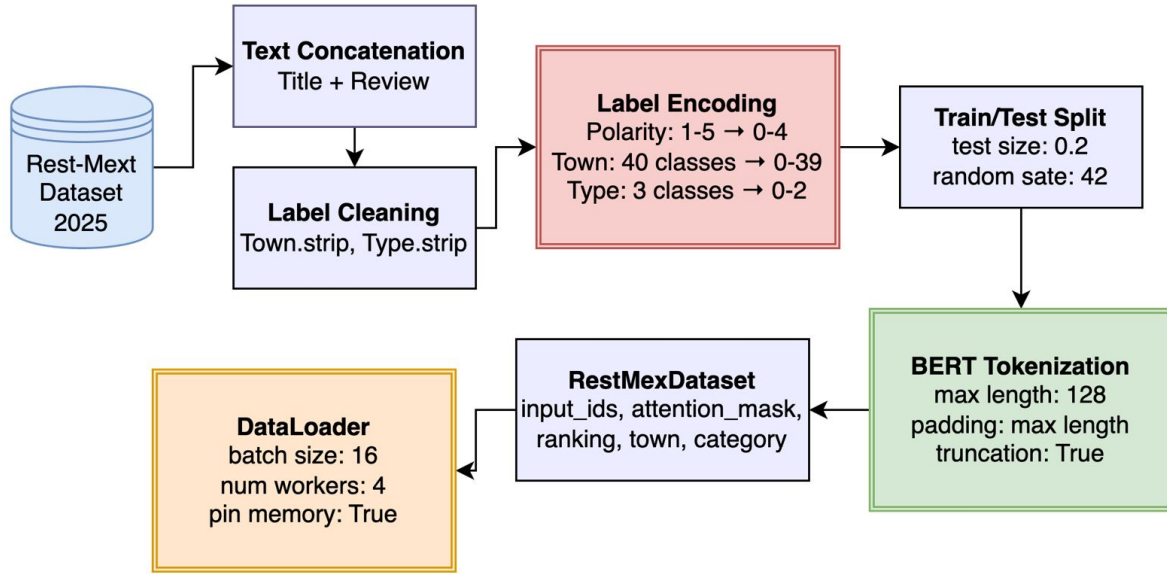 Rest-Mext
Dataset
2025
Text Concatenation
Title + Review
Label Cleaning
Town.strip, Type.strip
Label Encoding
Polarity: 1-5 → 0-4
Town: 40 classes → 0-39
Type: 3 classes → 0-2
Train/Test Split
test size: 0.2
random sate: 42
BERT Tokenization
max length: 128
padding: max length
truncation: True
RestMexDataset
input_ids, attention_mask,
ranking, town, category
DataLoader
batch size: 16
num workers: 4
pin memory: True